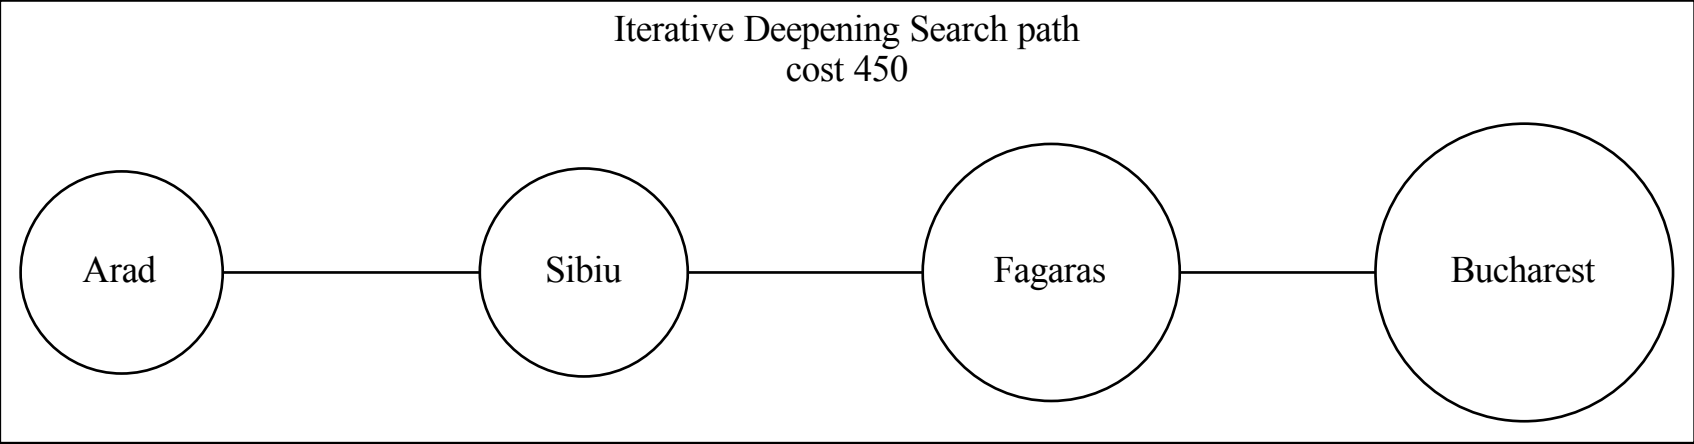 Iterative Deepening Search path
cost 450
Arad
Sibiu
Fagaras
Bucharest